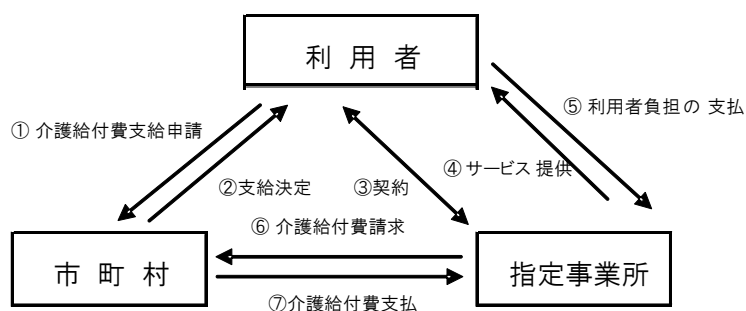 利 用 者
⑤ 利用者負担の 支払
① 介護給付費支給申請
④ サービス 提供
②支給決定
③契約
⑥ 介護給付費請求
市 町 村
指定事業所
⑦介護給付費支払